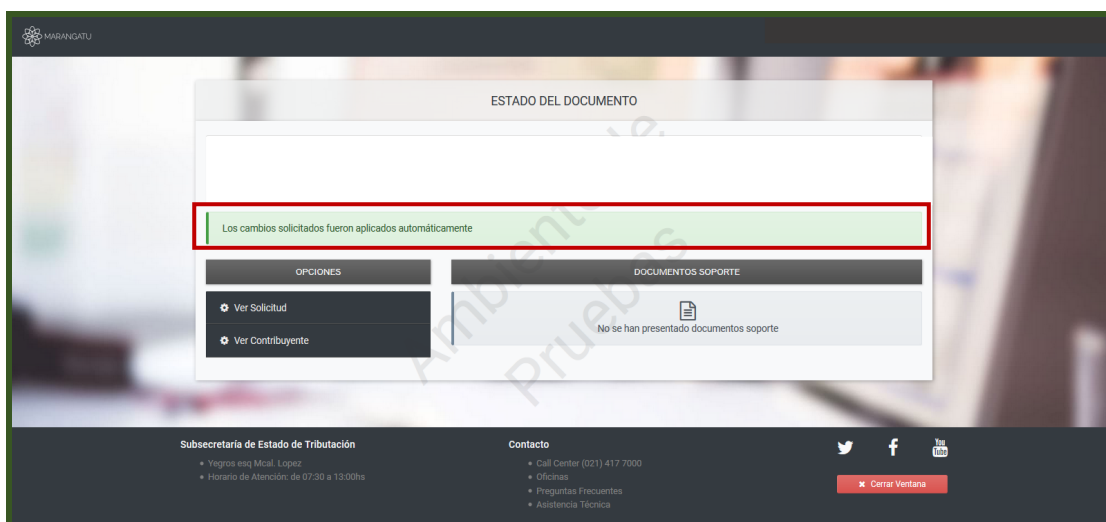 MARANGATU
ESTADO DEL DOCUMENTO
Los cambios solicitados fueron aplicados automáticamente
OPCIONES
DOCUMENTOS SOPORTE
Ver Solicitud
Ver Contribuyente
No se han presentado documentos soporte
Ambiente de
Pruebas
Subsecretaría de Estado de Tributación
Yegros esq Mcal. Lopez
Horario de Atención: de 07:30 a 13:00hs
Contacto
Call Center (021) 417 7000
Oficinas
Preguntas Frecuentes
Asistencia Técnica
You
Tube
Cerrar Ventana